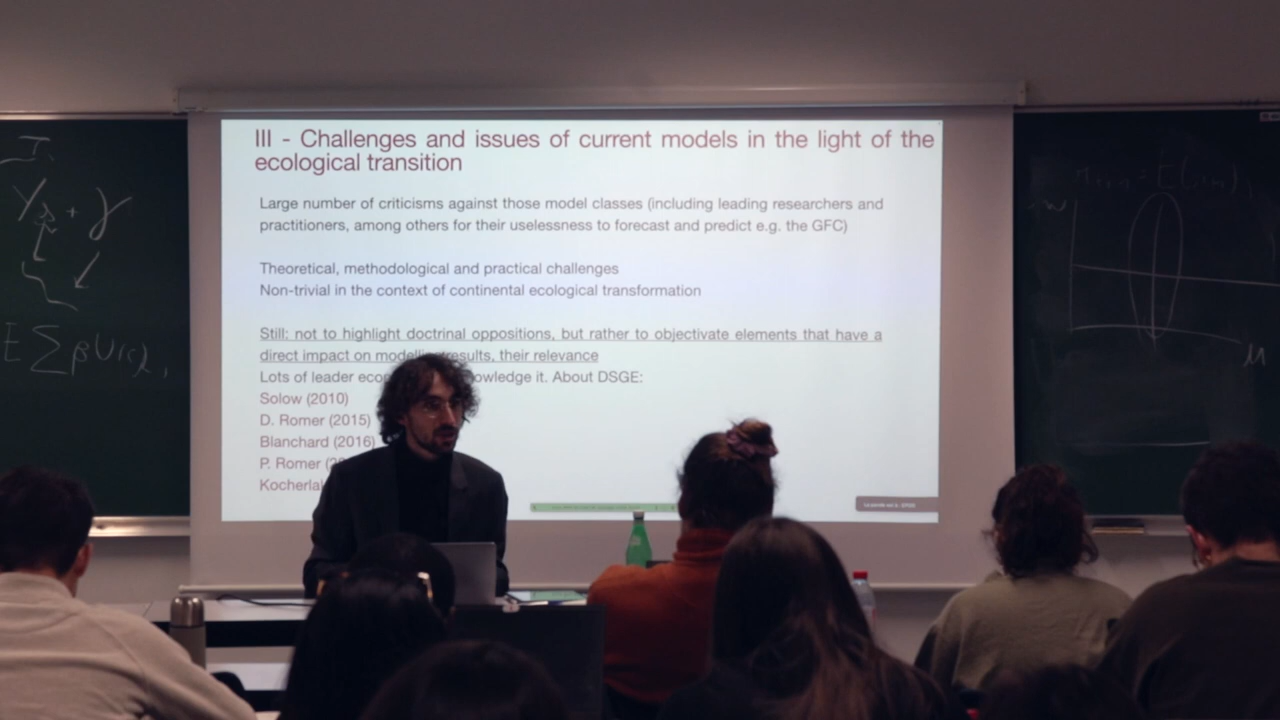 III - Challenges and issues of current models in the light of the
ecological transition
Large number of criticisms against those model classes (including leading researchers and
practitioners, among others for their uselessness to forecast and predict e.g. the GFC)
Theoretical, methodological and practical challenges
Non-trivial in the context of continental ecological transformation
Still: not to highlight doctrinal oppositions, but rather to objectivate elements that have a
direct impact on modelling results, their relevance
Lots of leader it. About DSGE:
Solow (2010)
D. Romer (2015)
Blanchard (2016)
P. Romer